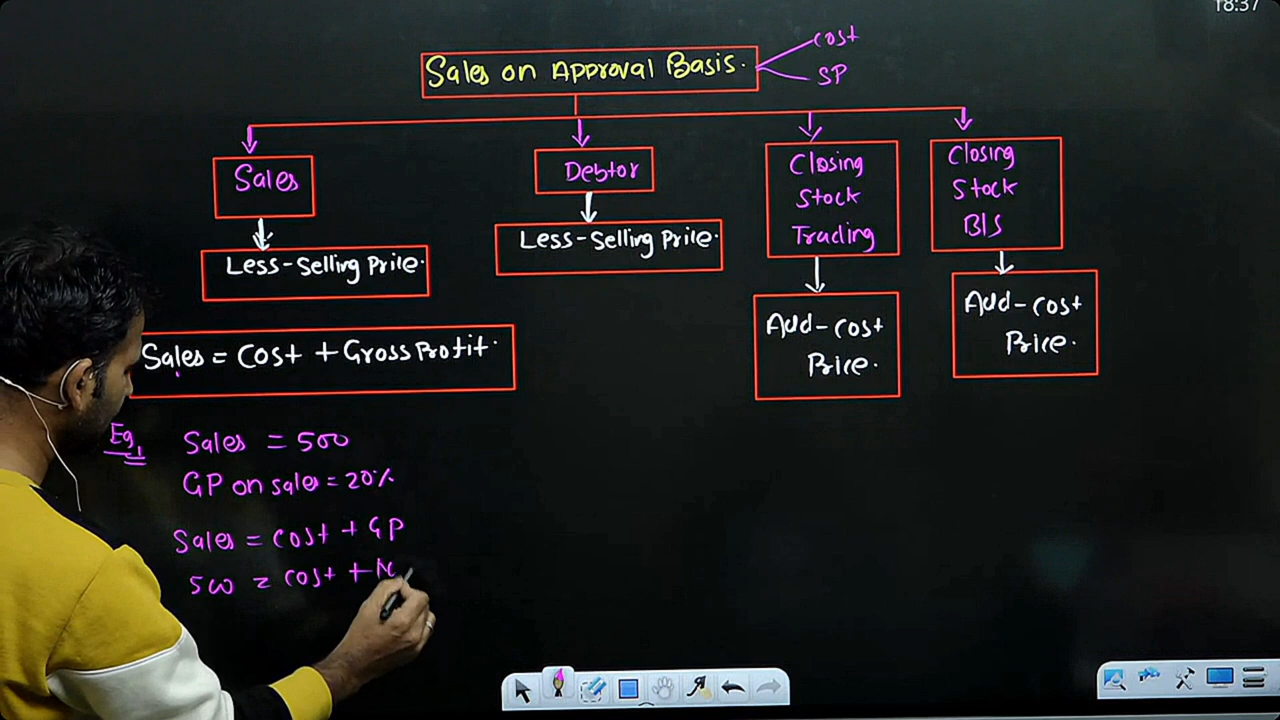 18:37
Sales on Approval Basis.
Cost
SP
Sales
Less-Selling Price.
Debtor
Less-Selling Price.
Closing
Stock
Trading
Add-Cost
Price.
Closing
Stock
B/S
Add-Cost
Price.
Sales = Cost + Gross Profit.
Eg1
Sales = 500
GP on sales = 20%
Sales = Cost + GP
500 = Cost + 10